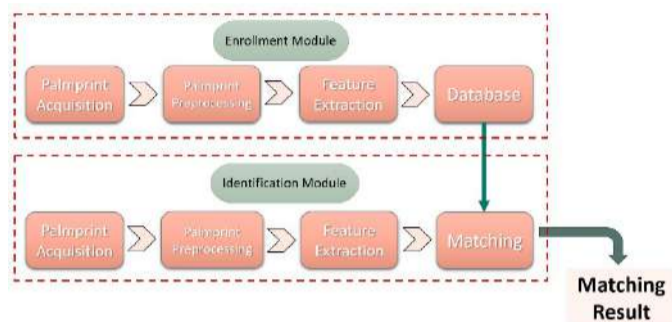 Enrollment Module
Palmprint
Acquisition
Palmprint
Preprocessing
Feature
Extraction
Database
Identification Module
Palmprint
Acquisition
Palmprint
Preprocessing
Feature
Extraction
Matching
Matching
Result